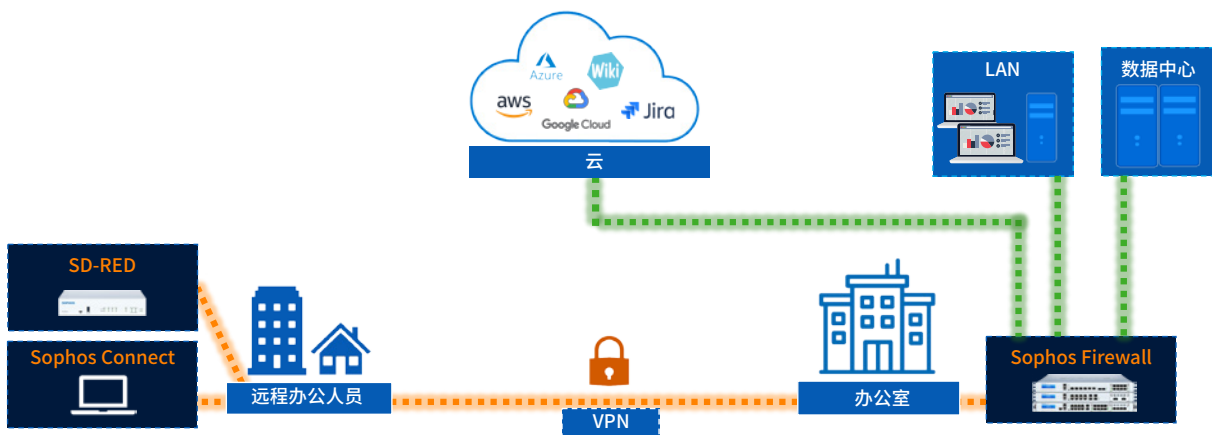 Azure
Wiki
aws
Google Cloud
Jira
云
LAN
数据中心
SD-RED
Sophos Connect
远程办公人员
VPN
办公室
Sophos Firewall